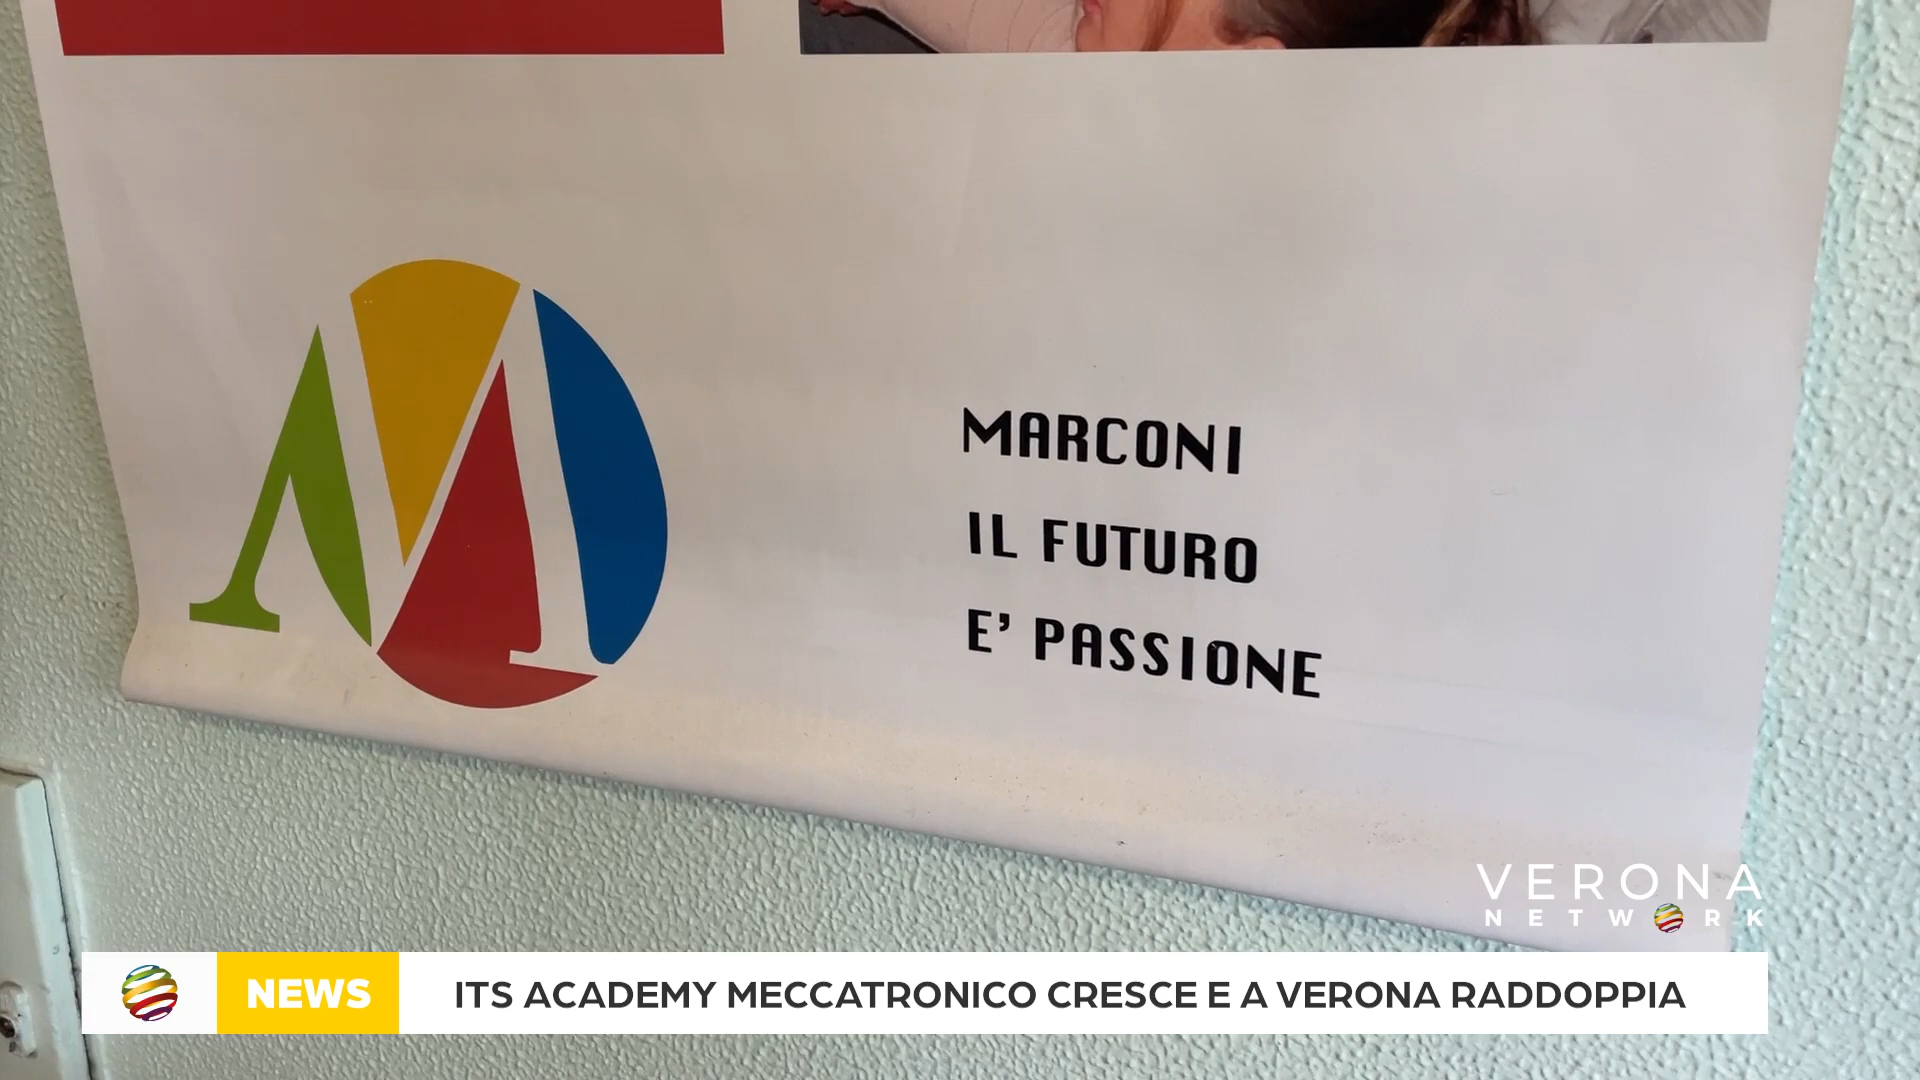 MARCONI
IL FUTURO
E' PASSIONE
VERONA
NETWORK
NEWS
ITS ACADEMY MECCATRONICO CRESCE E A VERONA RADDOPPIA